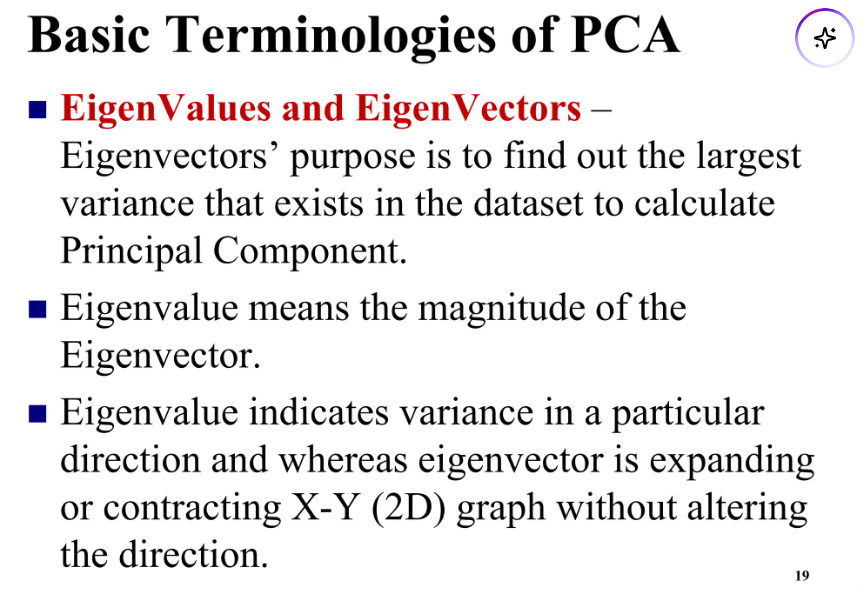 Basic Terminologies of PCA
EigenValues and EigenVectors –
Eigenvectors’ purpose is to find out the largest
variance that exists in the dataset to calculate
Principal Component.
Eigenvalue means the magnitude of the
Eigenvector.
Eigenvalue indicates variance in a particular
direction and whereas eigenvector is expanding
or contracting X-Y (2D) graph without altering
the direction.
19